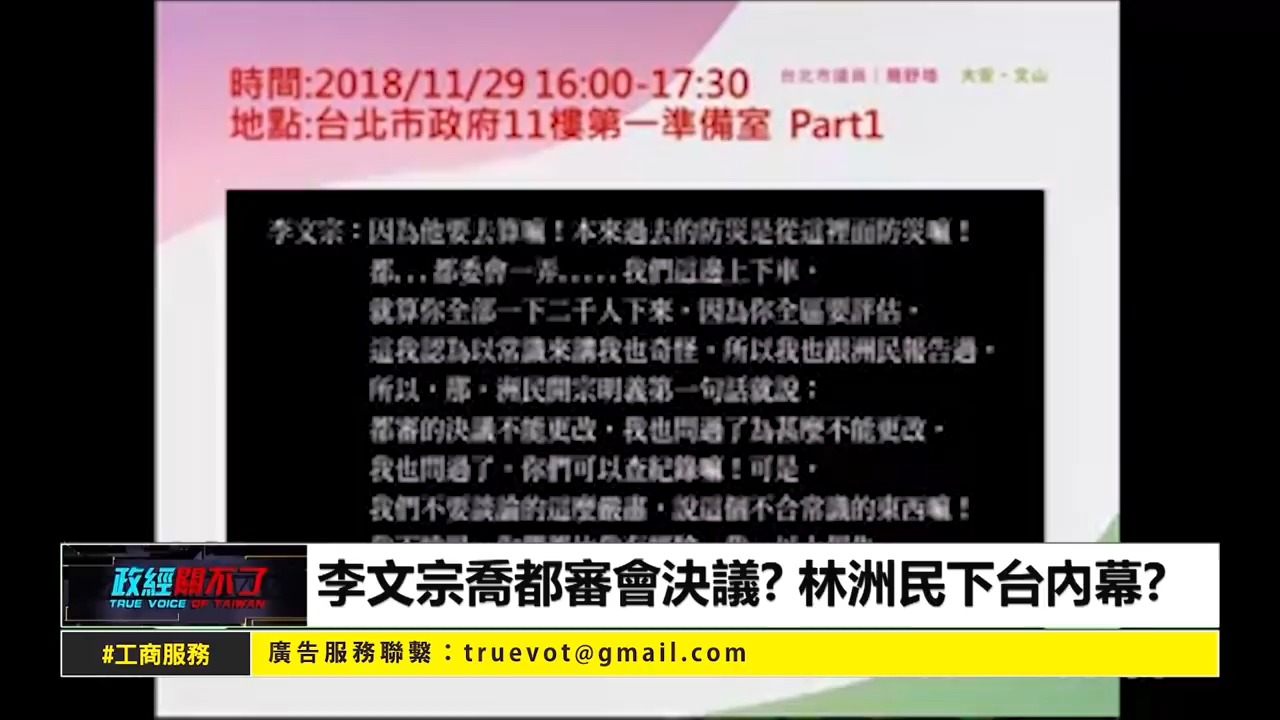 時間:2018/11/29 16:00-17:30
台北市議員｜簡舒培 大安·文山
地點:台北市政府11樓第一準備室 Part1
李文宗：因為他要去算嘛！本來過去的防災是從這裡面防災嘛！
都...都委會一弄.....我們這邊上下車，
就算你全部一下二千人下來，因為你全區要評估，
這我認為以常識來講我也奇怪，所以我也跟洲民報告過，
所以，那，洲民開宗明義第一句話就說：
都審的決議不能更改，我也問過了為甚麼不能更改，
我也問過了，你們可以查紀錄嘛！可是，
我們不要談論的這麼嚴肅，說這個不合常識的東西嘛！
政經關不了
TRUE VOICE OF TAIWAN
李文宗喬都審會決議? 林洲民下台內幕?
#工商服務
廣告服務聯繫：truevot@gmail.com